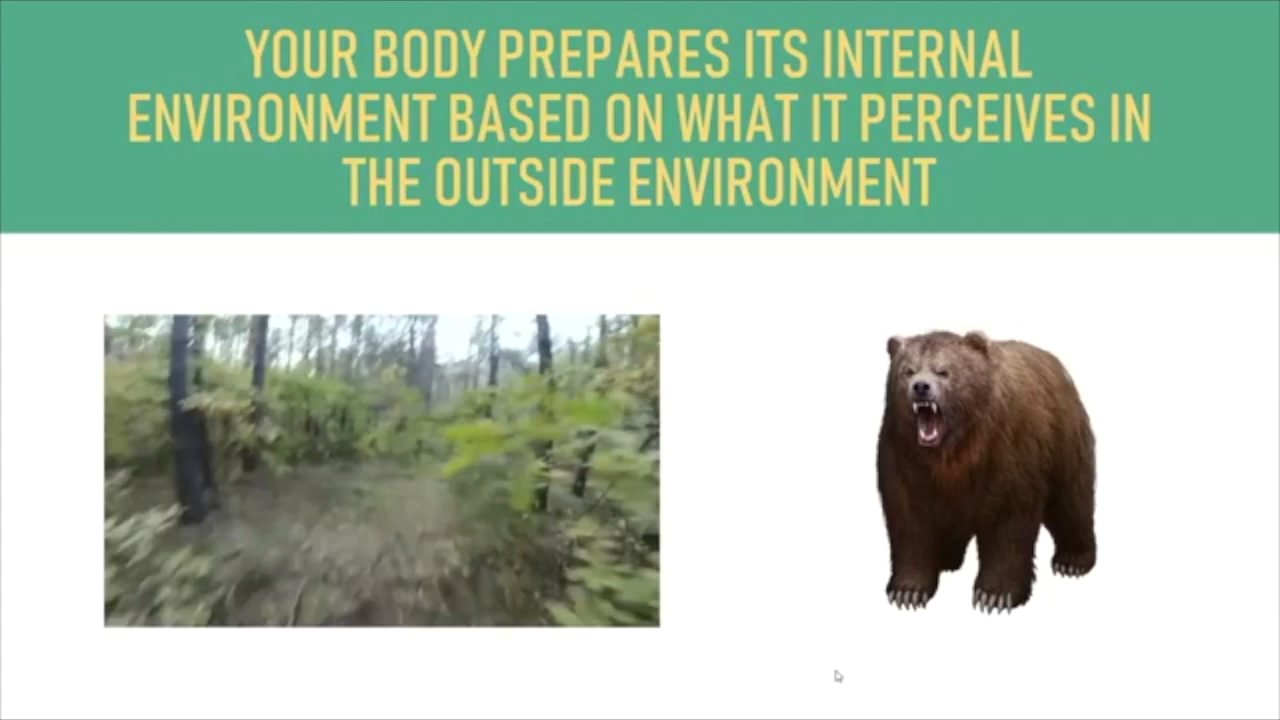 YOUR BODY PREPARES ITS INTERNAL
ENVIRONMENT BASED ON WHAT IT PERCEIVES IN
THE OUTSIDE ENVIRONMENT